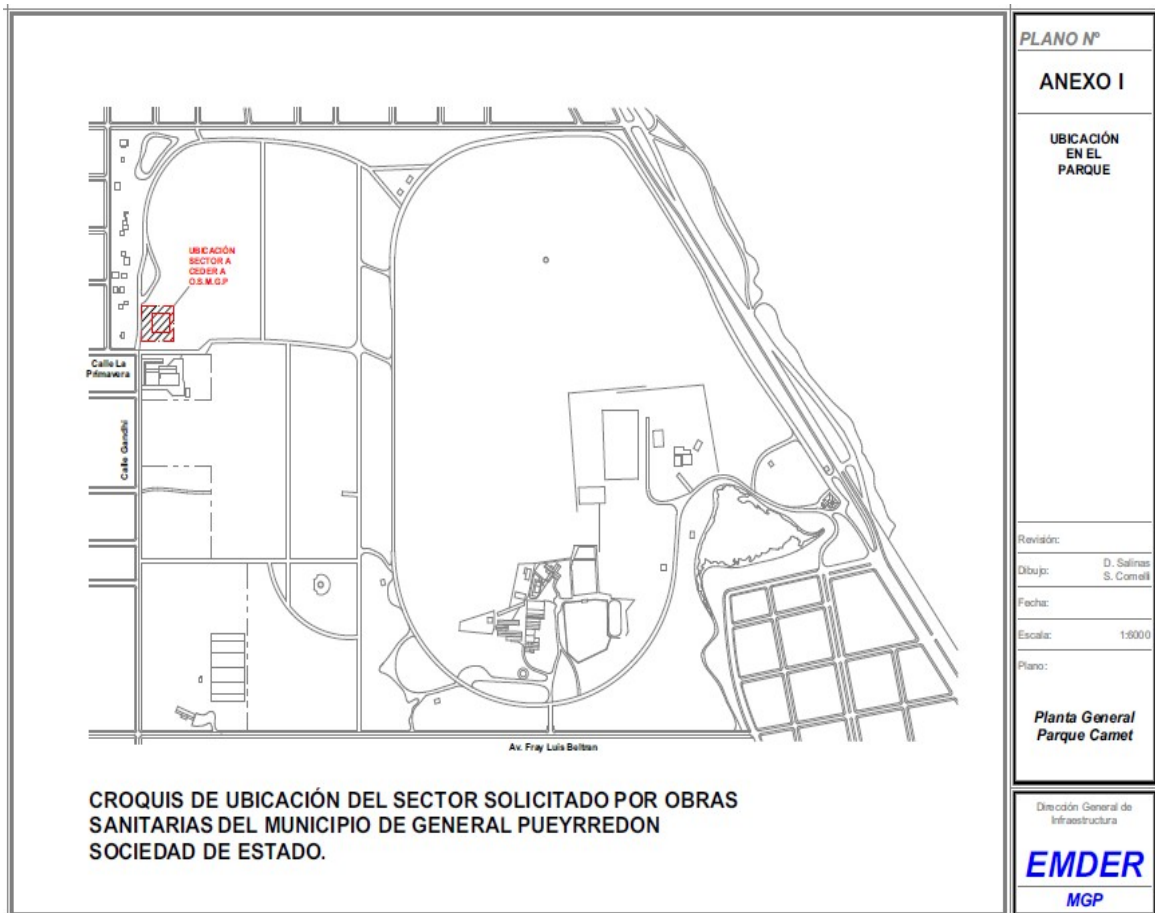 UBICACIÓN
SECTOR A
CEDER A
O.S.M.G.P
Calle La
Primavera
Calle Gandhi
Av. Fray Luis Beltran
CROQUIS DE UBICACIÓN DEL SECTOR SOLICITADO POR OBRAS
SANITARIAS DEL MUNICIPIO DE GENERAL PUEYRREDON
SOCIEDAD DE ESTADO.
PLANO Nº
ANEXO I
UBICACIÓN
EN EL
PARQUE
Revisión:
Dibujo: D. Salinas
S. Comelli
Fecha:
Escala: 1:6000
Plano:
Planta General
Parque Camet
Dirección General de
Infraestructura
EMDER
MGP